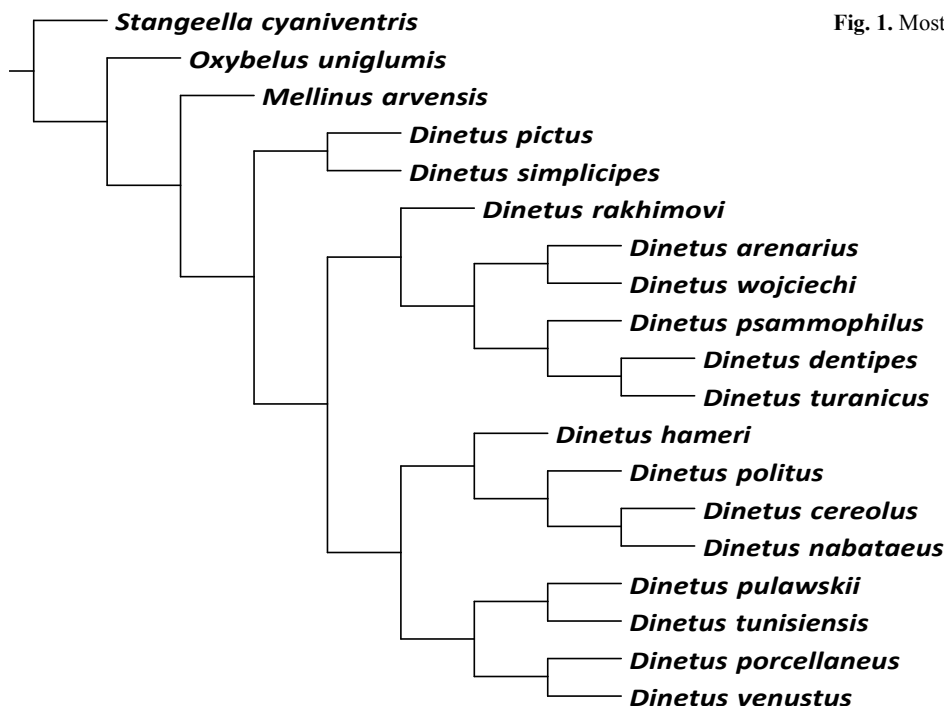 Stangeella cyaniventris
Fig. 1. Most
Oxybelus uniglumis
Mellinus arvensis
Dinetus pictus
Dinetus simplicipes
Dinetus rakhimovi
Dinetus arenarius
Dinetus wojciechi
Dinetus psammophilus
Dinetus dentipes
Dinetus turanicus
Dinetus hameri
Dinetus politus
Dinetus cereolus
Dinetus nabataeus
Dinetus pulawskii
Dinetus tunisiensis
Dinetus porcellaneus
Dinetus venustus